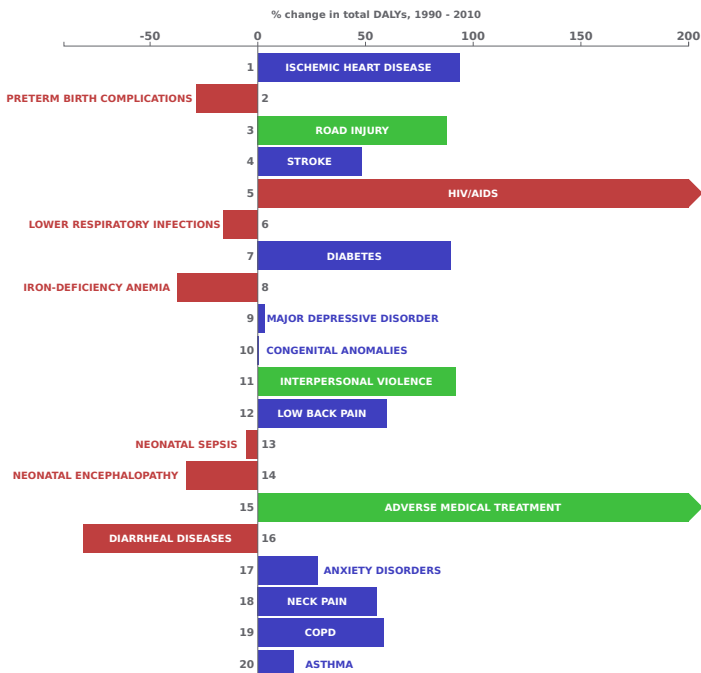 % change in total DALYs, 1990 - 2010
-50 0 50 100 150 200
1 ISCHEMIC HEART DISEASE
PRETERM BIRTH COMPLICATIONS 2
3 ROAD INJURY
4 STROKE
5 HIV/AIDS
LOWER RESPIRATORY INFECTIONS 6
7 DIABETES
IRON-DEFICIENCY ANEMIA 8
9 MAJOR DEPRESSIVE DISORDER
10 CONGENITAL ANOMALIES
11 INTERPERSONAL VIOLENCE
12 LOW BACK PAIN
NEONATAL SEPSIS 13
NEONATAL ENCEPHALOPATHY 14
15 ADVERSE MEDICAL TREATMENT
DIARRHEAL DISEASES 16
17 ANXIETY DISORDERS
18 NECK PAIN
19 COPD
20 ASTHMA